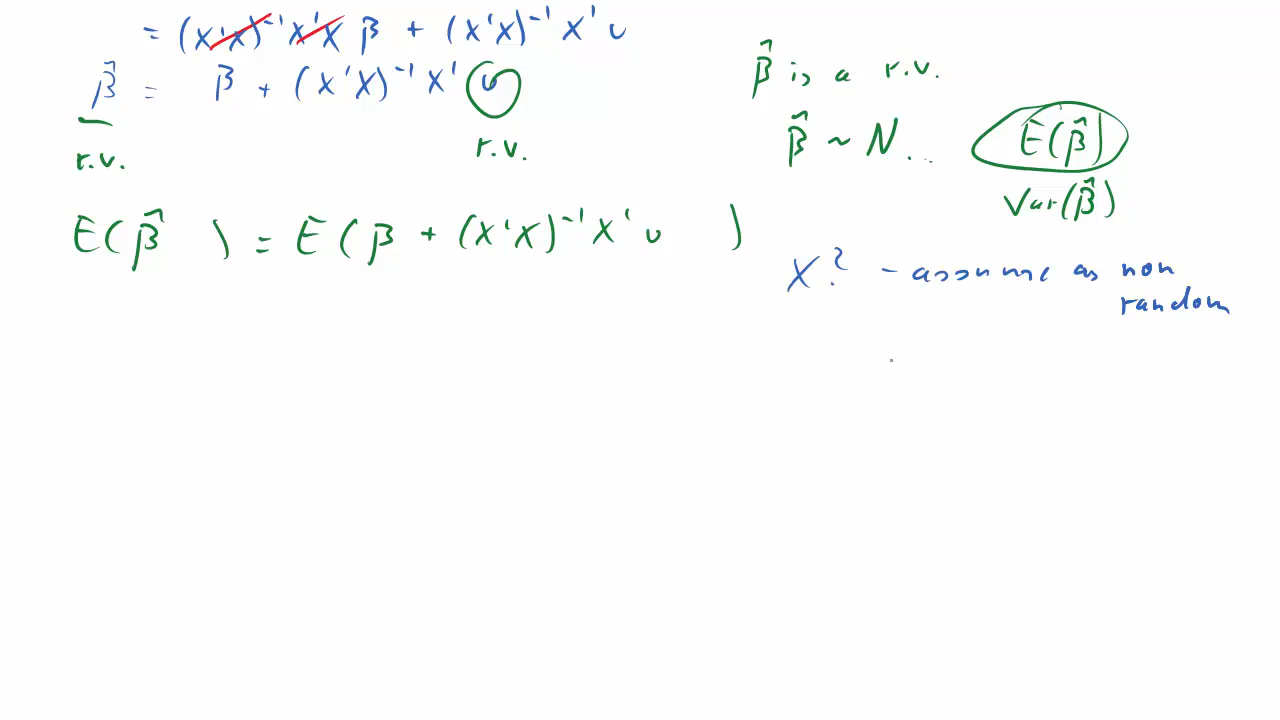 = (X'X)⁻¹ X'X β + (X'X)⁻¹ X' u
β̂ = β + (X'X)⁻¹ X' u
r.v.
r.v.
β̂ is a r.v.
β̂ ~ N...
E(β̂)
Var(β̂)
E(β̂ ) = E(β + (X'X)⁻¹ X' u )
X? - assume as non
random